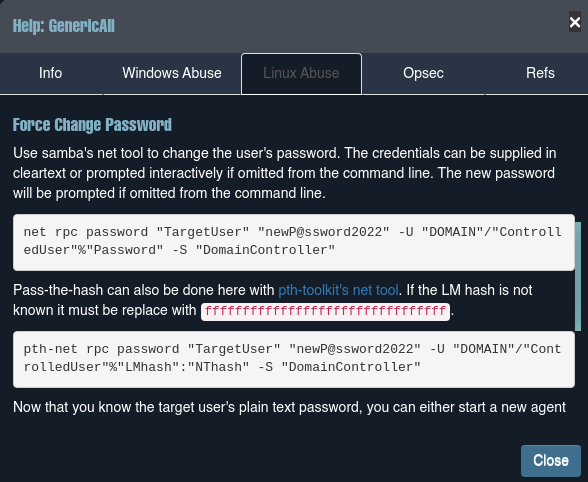 Help: GenericAll
×
Info
Windows Abuse
Linux Abuse
Opsec
Refs
Force Change Password
Use samba's net tool to change the user's password. The credentials can be supplied in
cleartext or prompted interactively if omitted from the command line. The new password
will be prompted if omitted from the command line.
net rpc password "TargetUser" "newP@ssword2022" -U "DOMAIN"/"Controll
edUser"%"Password" -S "DomainController"
Pass-the-hash can also be done here with pth-toolkit's net tool. If the LM hash is not
known it must be replace with ffffffffffffffffffffffffffffffff.
pth-net rpc password "TargetUser" "newP@ssword2022" -U "DOMAIN"/"Cont
rolledUser"%"LMhash":"NThash" -S "DomainController"
Now that you know the target user's plain text password, you can either start a new agent
Close